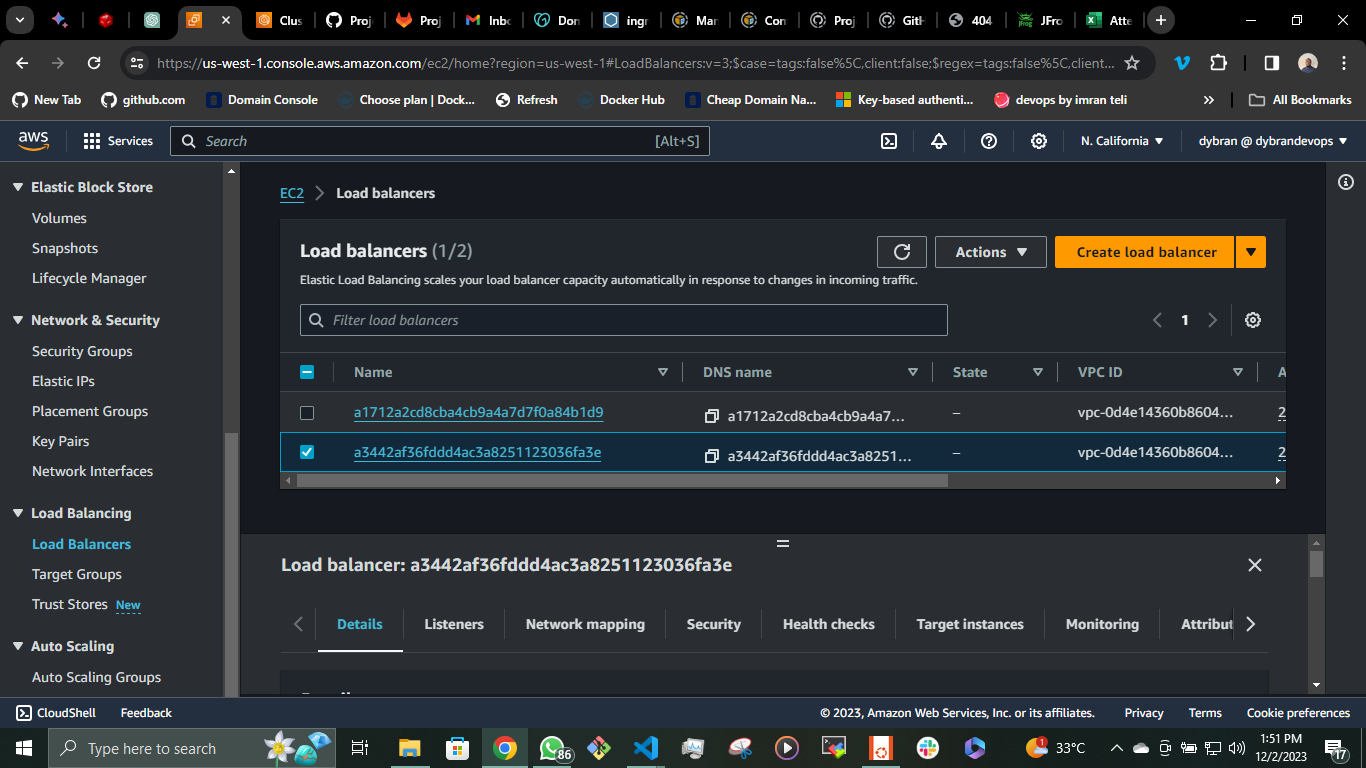 Clus
Proj
Proj
Inbo
Don
ingr
Mar
Con
Proj
GitH
404
JFro
Atte
https://us-west-1.console.aws.amazon.com/ec2/home?region=us-west-1#LoadBalancers:v=3;$case=tags:false%5C,client:false;$regex=tags:false%5C,client...
New Tab
github.com
Domain Console
Choose plan | Dock...
Refresh
Docker Hub
Cheap Domain Na...
Key-based authenti...
devops by imran teli
»
All Bookmarks
aws
Services
Search
[Alt+S]
N. California
dybran @ dybrandevops
Elastic Block Store
Volumes
Snapshots
Lifecycle Manager
Network & Security
Security Groups
Elastic IPs
Placement Groups
Key Pairs
Network Interfaces
Load Balancing
Load Balancers
Target Groups
Trust Stores New
Auto Scaling
Auto Scaling Groups
EC2
Load balancers
Load balancers (1/2)
Actions
Create load balancer
Elastic Load Balancing scales your load balancer capacity automatically in response to changes in incoming traffic.
Filter load balancers
1
Name
DNS name
State
VPC ID
A
a1712a2cd8cba4cb9a4a7d7f0a84b1d9
a1712a2cd8cba4cb9a4a7...
–
vpc-0d4e14360b8604...
2
a3442af36fddd4ac3a8251123036fa3e
a3442af36fddd4ac3a8251...
–
vpc-0d4e14360b8604...
2
Load balancer: a3442af36fddd4ac3a8251123036fa3e
Details
Listeners
Network mapping
Security
Health checks
Target instances
Monitoring
Attribut
CloudShell
Feedback
© 2023, Amazon Web Services, Inc. or its affiliates.
Privacy
Terms
Cookie preferences
Type here to search
86
1
33°C
1:51 PM
12/2/2023
17